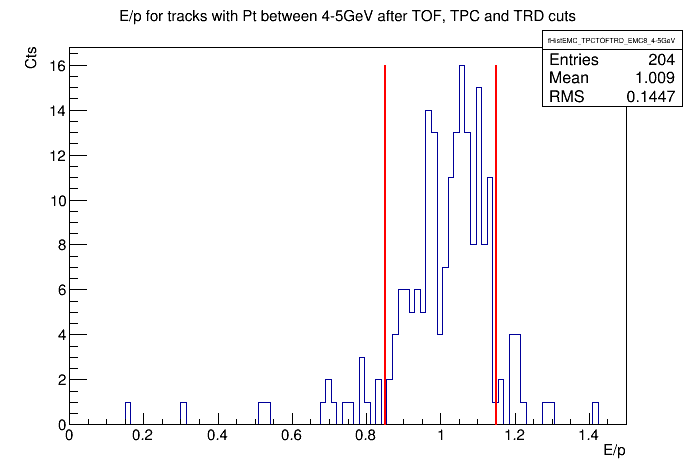 E/p for tracks with Pt between 4-5GeV after TOF, TPC and TRD cuts
fHistEMC_TPCTOFTRD_EMC8_4-5GeV
Entries 204
Mean 1.009
RMS 0.1447
Cts
16
14
12
10
8
6
4
2
0
0 0.2 0.4 0.6 0.8 1 1.2 1.4
E/p